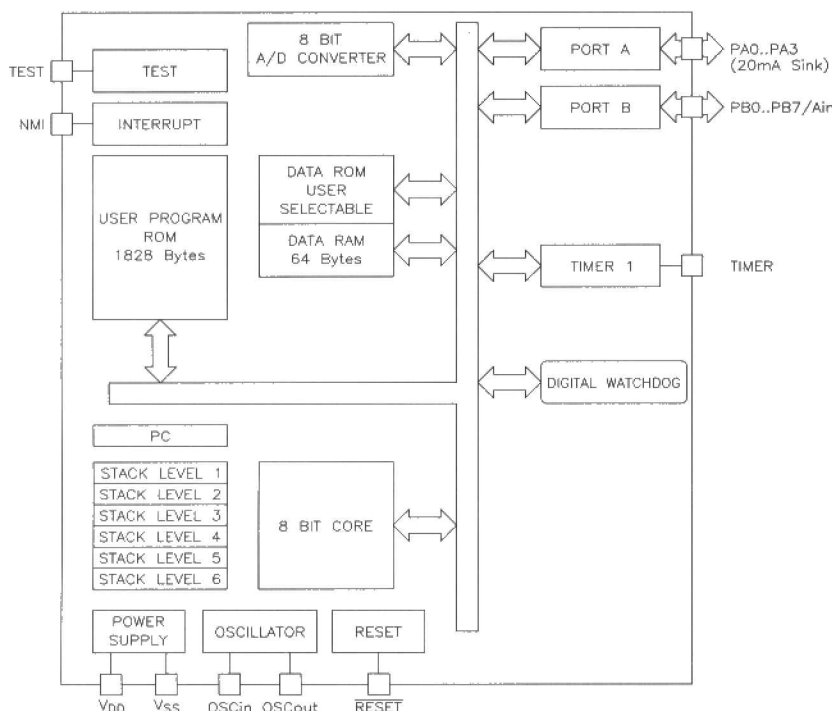 8 BIT
A/D CONVERTER
PORT A
PA0..PA3
(20mA Sink)
TEST
TEST
PORT B
PB0..PB7/Ain
NMI
INTERRUPT
USER PROGRAM
ROM
1828 Bytes
DATA ROM
USER
SELECTABLE
DATA RAM
64 Bytes
TIMER 1
TIMER
DIGITAL WATCHDOG
PC
STACK LEVEL 1
STACK LEVEL 2
STACK LEVEL 3
STACK LEVEL 4
STACK LEVEL 5
STACK LEVEL 6
8 BIT CORE
POWER
SUPPLY
OSCILLATOR
RESET
VDD
VSS
OSCin
OSCout
RESET